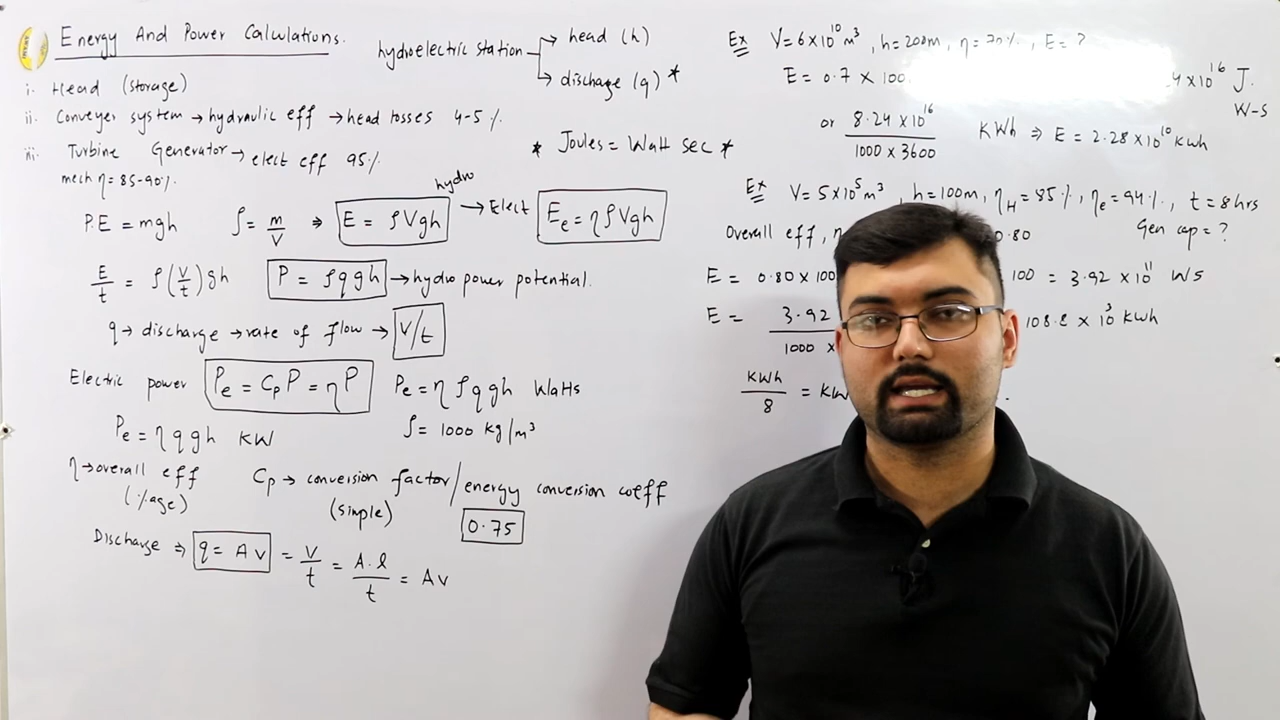 Energy And Power Calculations.
i. Head (storage)
ii. Conveyer system → hydraulic eff → head losses 4-5 %.
iii. Turbine Generator → elect eff 95%
mech η = 85-90%.
hydroelectric station → head (h)
→ discharge (q) *
* Joules = Watt sec *
P.E = mgh ρ = m/V ⇒ E = ρVgh hydro → Elect Ee = ηρVgh
E/t = ρ(V/t)gh P = ρqgh → hydro power potential.
q → discharge → rate of flow → V/t
Electric power Pe = CpP = ηP Pe = ηρqgh Watts
Pe = ηqgh KW ρ = 1000 kg/m³
η → overall eff Cp → conversion factor/energy conversion coeff
(%age) (simple) 0.75
Discharge ⇒ q = Av = V/t = A.l/t = Av
Ex V = 6×10¹⁰ m³, h = 200m, η = 70%, E = ?
E = 0.7 × 100 4×10¹⁶ J.
W-S
or 8.24×10¹⁶/1000×3600 KWh ⇒ E = 2.28×10¹⁰ KWh
Ex V = 5×10⁵ m³, h = 100m, ηH = 85%, ηe = 94%, t = 8hrs
Overall eff, η 0.80 Gen cap = ?
E = 0.80 × 100 100 = 3.92 × 10¹¹ WS
E = 3.92 / 1000 × 108.8 × 10³ KWh
KWh/8 = KW